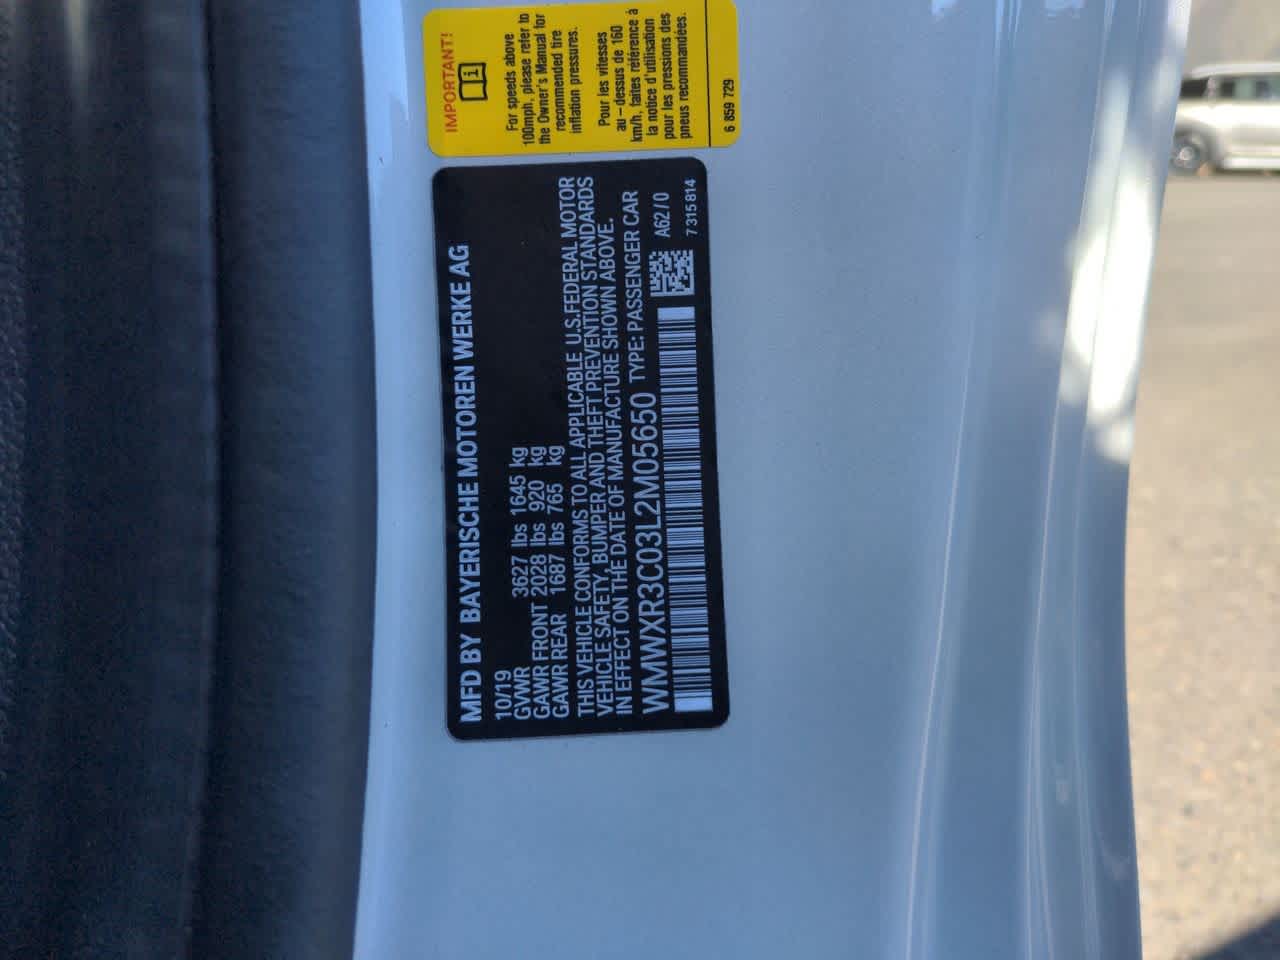 IMPORTANT!
For speeds above
100mph, please refer to
the Owner's Manual for
recommended tire
inflation pressures.
Pour les vitesses
au – dessus de 160
km/h, faites référence à
la notice d'utilisation
pour les pressions des
pneus recommandées.
6 859 729
MFD BY BAYERISCHE MOTOREN WERKE AG
10/19
GVWR 3627 lbs 1645 kg
GAWR FRONT 2028 lbs 920 kg
GAWR REAR 1687 lbs 765 kg
THIS VEHICLE CONFORMS TO ALL APPLICABLE U.S.FEDERAL MOTOR
VEHICLE SAFETY, BUMPER AND THEFT PREVENTION STANDARDS
IN EFFECT ON THE DATE OF MANUFACTURE SHOWN ABOVE.
WMWXR3C03L2M05650 TYPE: PASSENGER CAR
A62 / 0
7 315 814